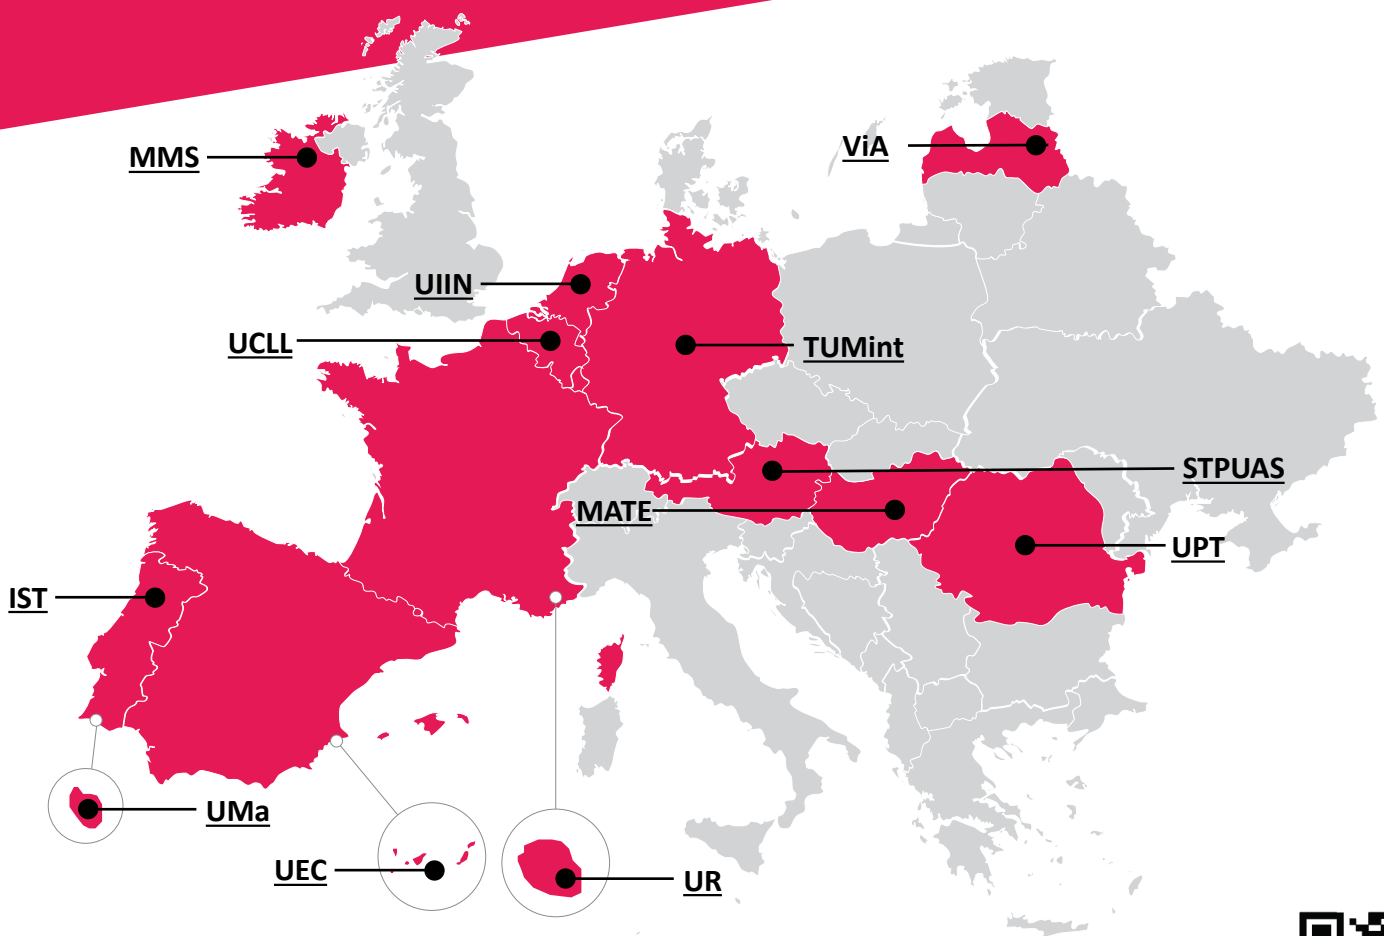 MMS
ViA
UIIN
UCLL
TUMint
STPUAS
MATE
UPT
IST
UMa
UEC
UR